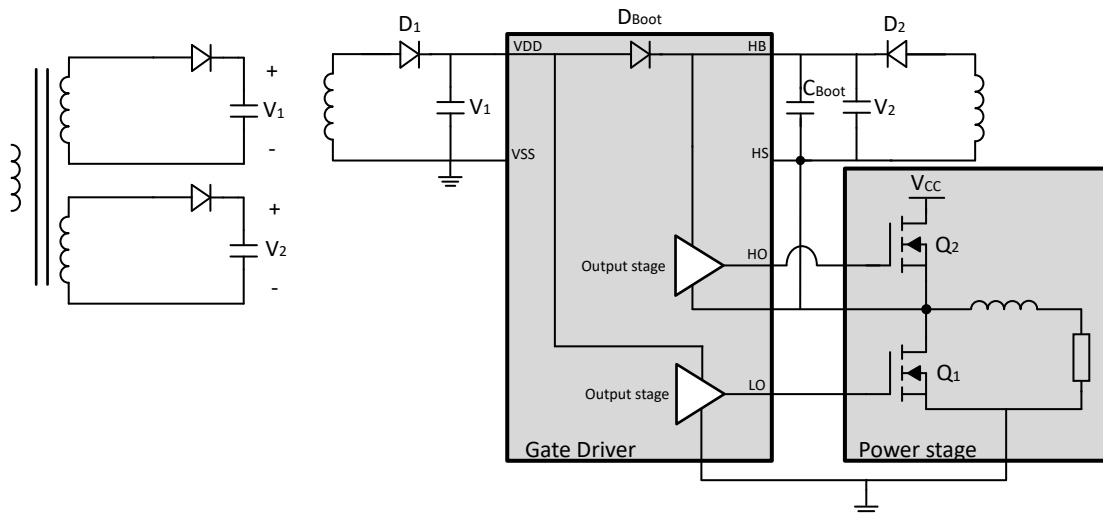 D1
DBoot
D2
VDD
HB
+
V1
-
V1
CBoot
V2
VSS
HS
VCC
+
V2
-
Output stage
HO
Q2
Output stage
LO
Q1
Gate Driver
Power stage